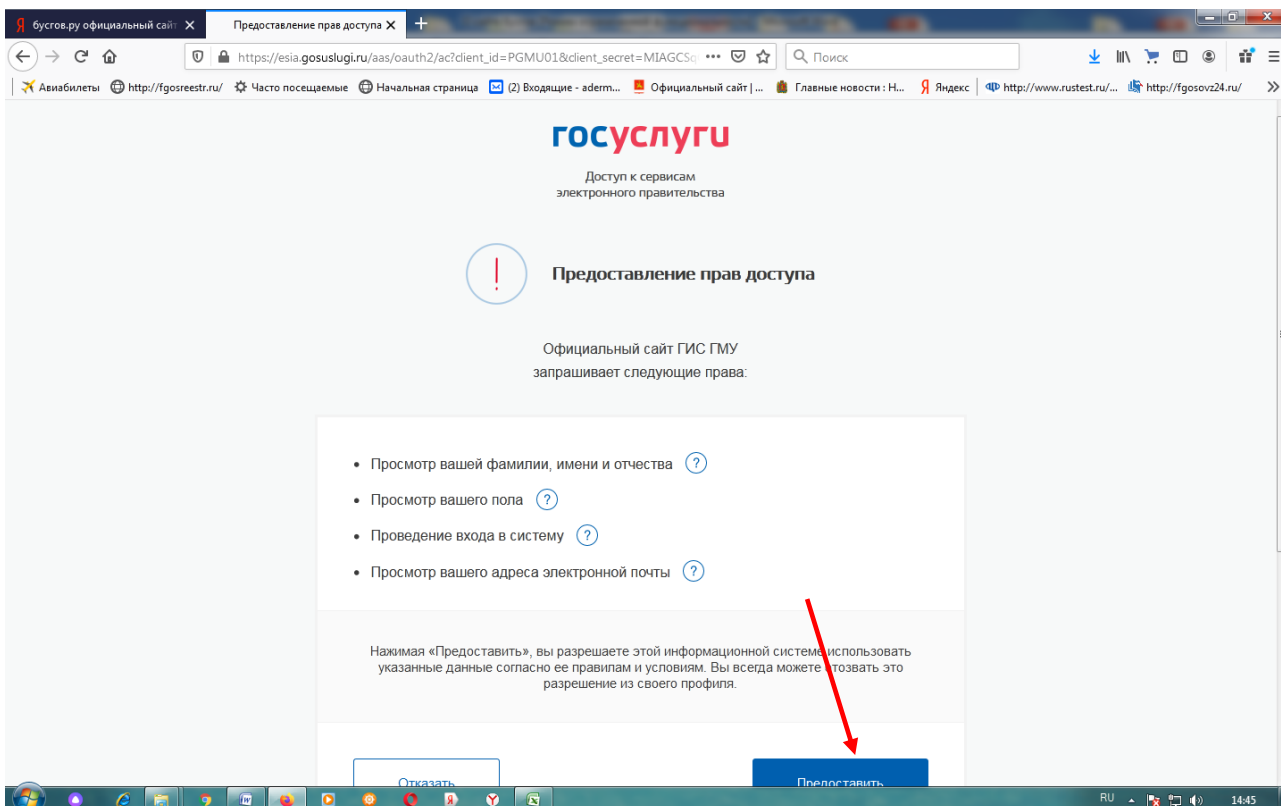 Я бусгов.ру официальный сайт
Предоставление прав доступа
https://esia.gosuslugi.ru/aas/oauth2/ac?client_id=PGMU01&client_secret=MIAGCSq
Поиск
Авиабилеты
http://fgosreestr.ru/
Часто посещаемые
Начальная страница
(2) Входящие - aderm...
Официальный сайт | ...
Главные новости : Н...
Я Яндекс
http://www.rustest.ru/...
http://fgosovz24.ru/
госуслуги
Доступ к сервисам
электронного правительства
Предоставление прав доступа
Официальный сайт ГИС ГМУ
запрашивает следующие права:
• Просмотр вашей фамилии, имени и отчества ?
• Просмотр вашего пола ?
• Проведение входа в систему ?
• Просмотр вашего адреса электронной почты ?
Нажимая «Предоставить», вы разрешаете этой информационной системе использовать
указанные данные согласно ее правилам и условиям. Вы всегда можете отозвать это
разрешение из своего профиля.
Отказать
Предоставить
RU
14:45